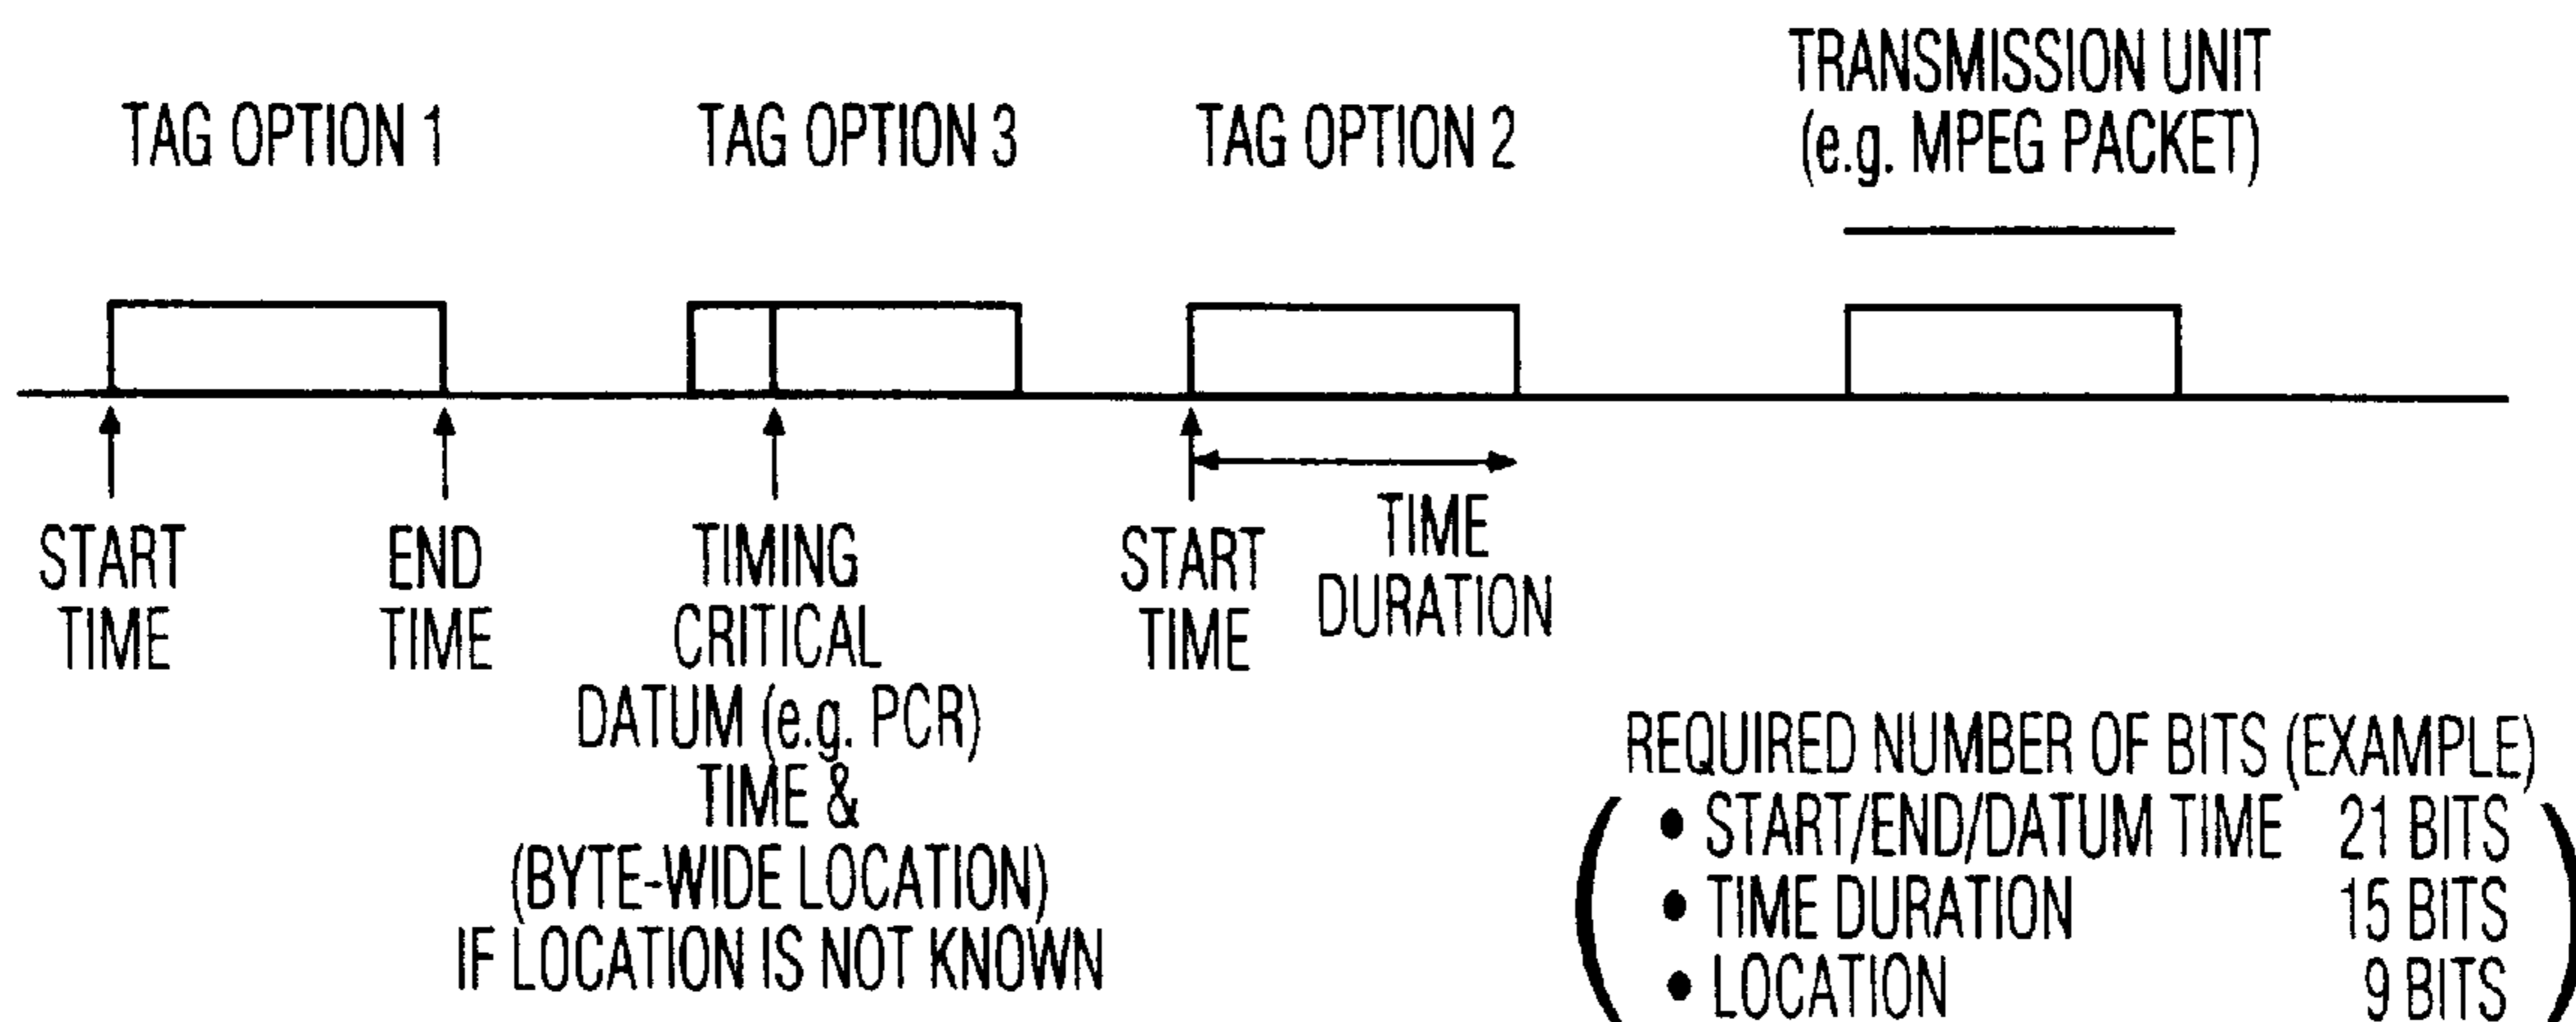 TAG OPTION 1
TAG OPTION 3
TAG OPTION 2
TRANSMISSION UNIT
(e.g. MPEG PACKET)
START
TIME
END
TIME
TIMING
CRITICAL
DATUM (e.g. PCR)
TIME &
(BYTE-WIDE LOCATION)
IF LOCATION IS NOT KNOWN
START
TIME
TIME
DURATION
REQUIRED NUMBER OF BITS (EXAMPLE)
• START/END/DATUM TIME 21 BITS
• TIME DURATION 15 BITS
• LOCATION 9 BITS